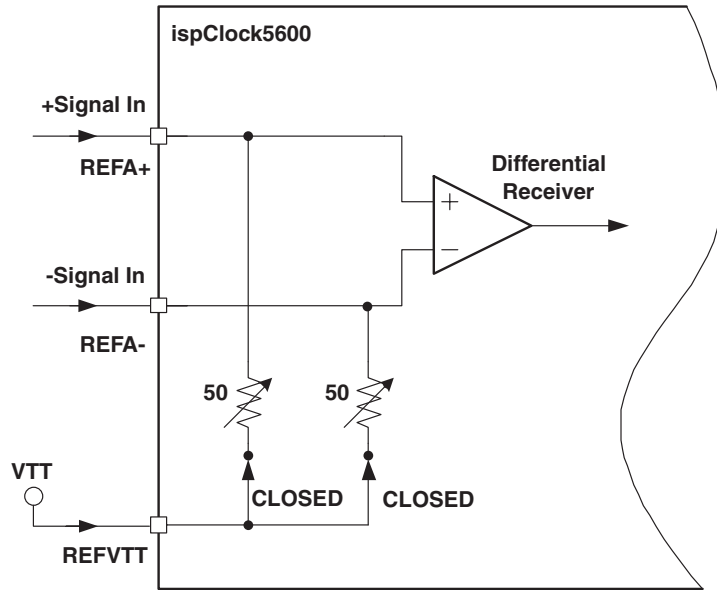 ispClock5600
+Signal In
REFA+
Differential
Receiver
+
−
-Signal In
REFA-
50
50
VTT
CLOSED
CLOSED
REFVTT